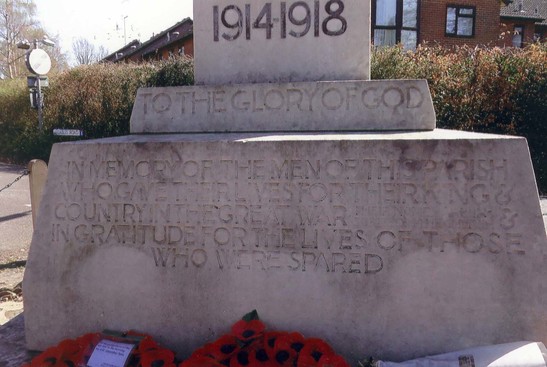 1914-1918
TO THE GLORY OF GOD
IN MEMORY OF THE MEN OF THIS PARISH
WHO GAVE THEIR LIVES FOR THEIR KING &
COUNTRY IN THE GREAT WAR &
IN GRATITUDE FOR THE LIVES OF THOSE
WHO WERE SPARED